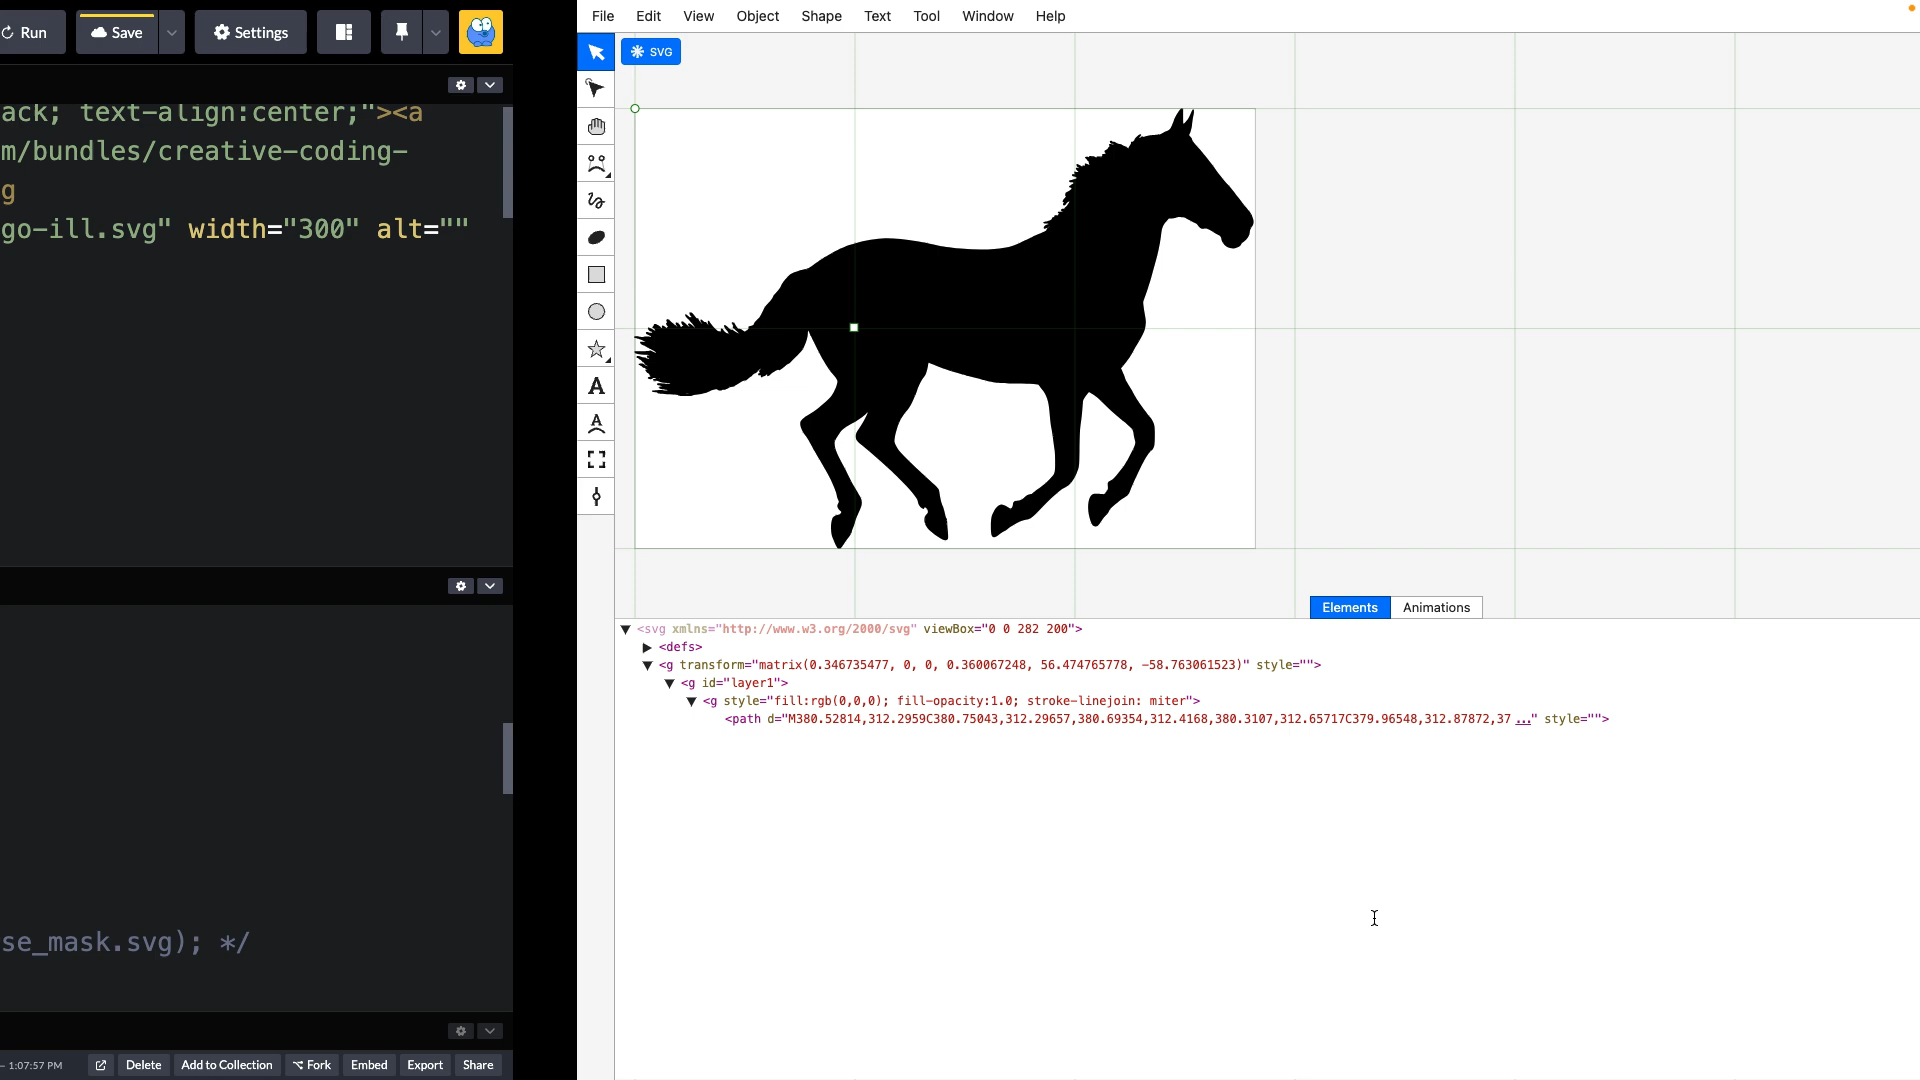 Run
Save
Settings
ack; text-align:center;"><a
m/bundles/creative-coding-
g
go-ill.svg" width="300" alt=""
se_mask.svg); */
– 1:07:57 PM
Delete
Add to Collection
Fork
Embed
Export
Share
File Edit View Object Shape Text Tool Window Help
SVG
A
A
Elements
Animations
<svg xmlns="http://www.w3.org/2000/svg" viewBox="0 0 282 200">
<defs>
<g transform="matrix(0.346735477, 0, 0, 0.360067248, 56.474765778, -58.763061523)" style="">
<g id="layer1">
<g style="fill:rgb(0,0,0); fill-opacity:1.0; stroke-linejoin: miter">
<path d="M380.52814,312.2959C380.75043,312.29657,380.69354,312.4168,380.3107,312.65717C379.96548,312.87872,37 ..." style="">